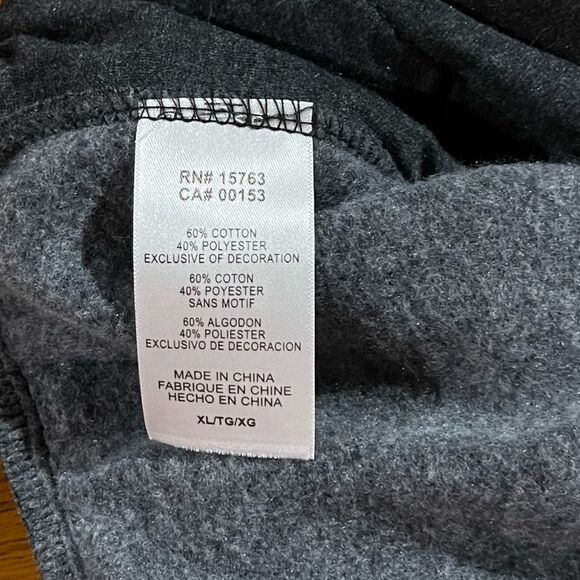 RN# 15763
CA# 00153
60% COTTON
40% POLYESTER
EXCLUSIVE OF DECORATION
60% COTON
40% POYESTER
SANS MOTIF
60% ALGODON
40% POLIESTER
EXCLUSIVO DE DECORACION
MADE IN CHINA
FABRIQUE EN CHINE
HECHO EN CHINA
XL/TG/XG